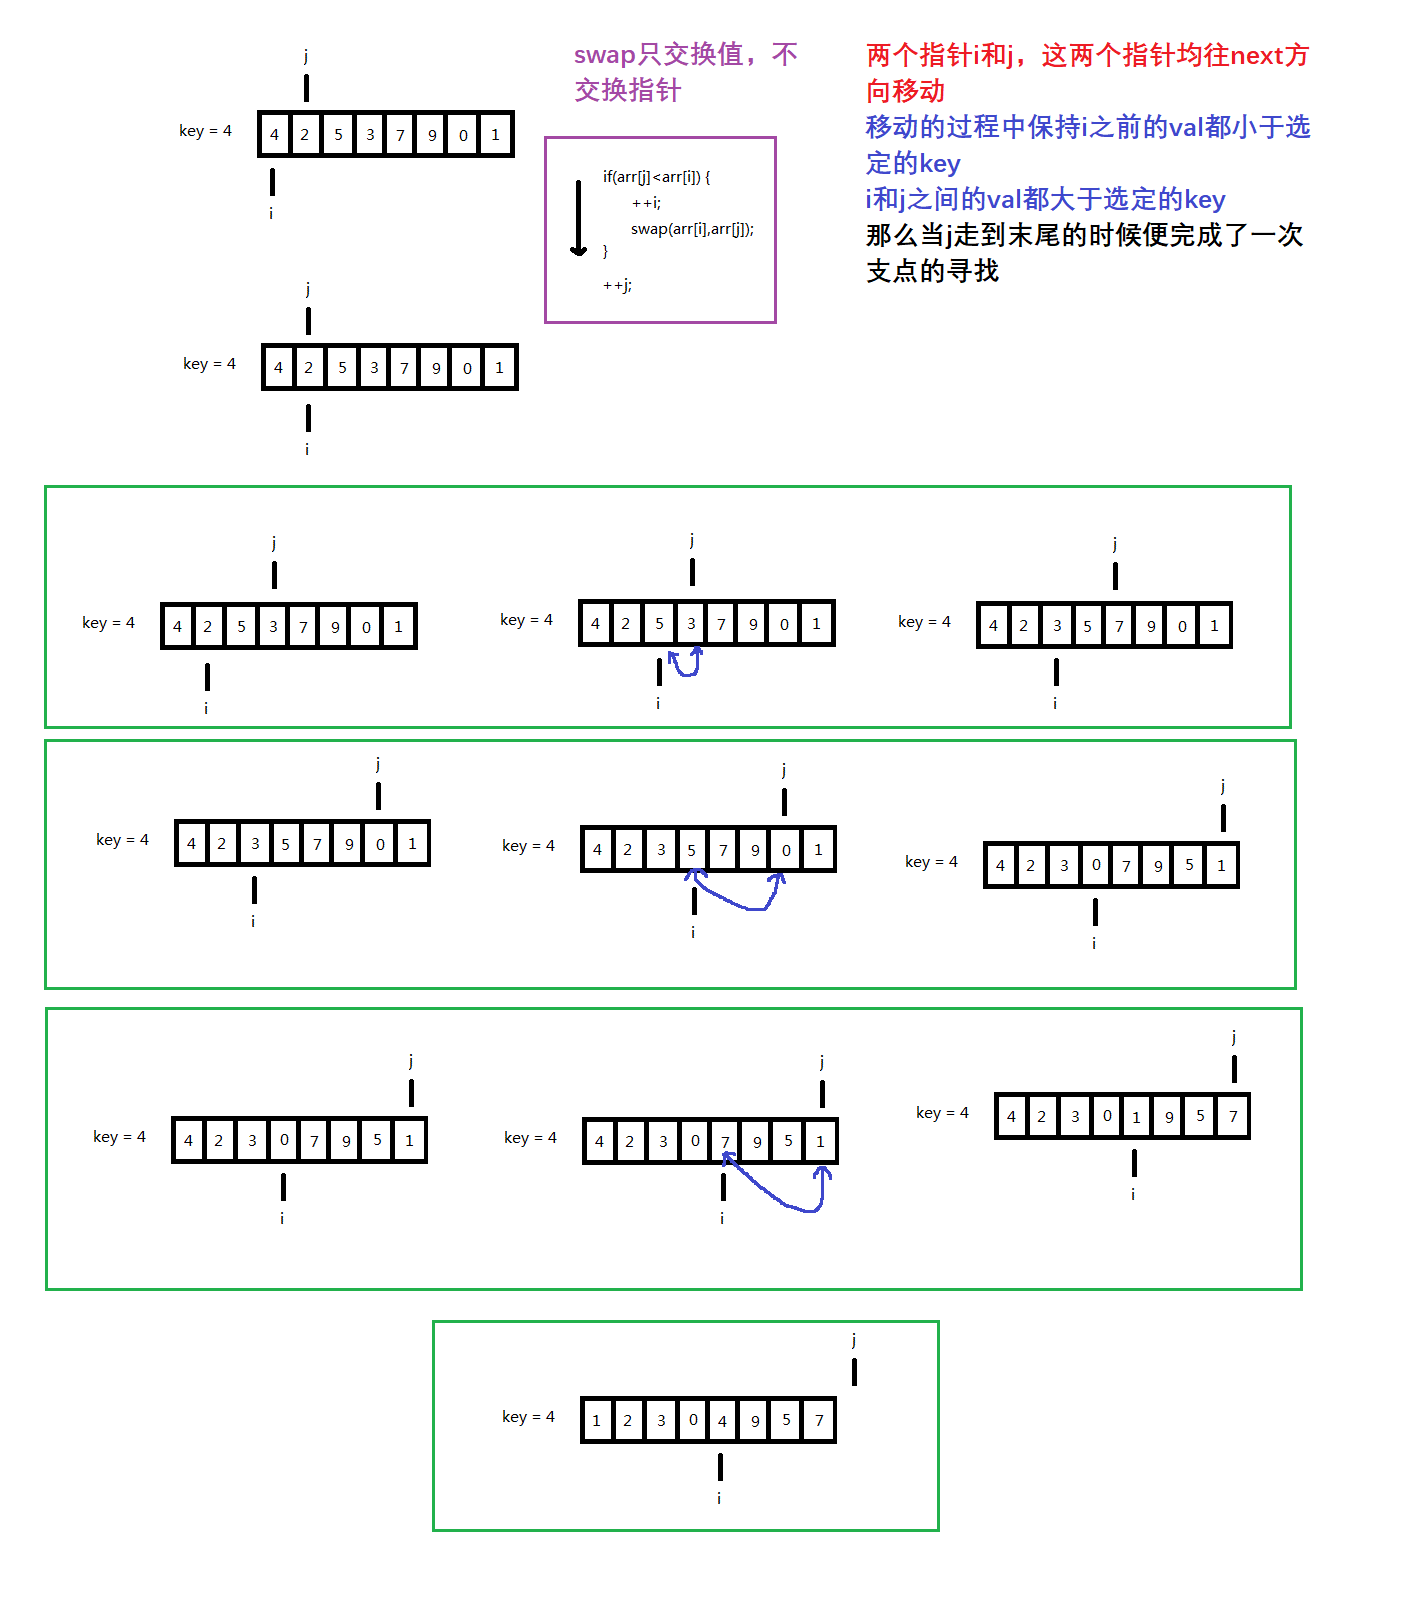 j
key = 4
4 2 5 3 7 9 0 1
i
swap只交换值，不
交换指针
if(arr[j]<arr[i]) {
++i;
swap(arr[i],arr[j]);
}
++j;
两个指针i和j，这两个指针均往next方
向移动
移动的过程中保持i之前的val都小于选
定的key
i和j之间的val都大于选定的key
那么当j走到末尾的时候便完成了一次
支点的寻找
j
key = 4
4 2 5 3 7 9 0 1
i
j
key = 4
4 2 5 3 7 9 0 1
i
j
key = 4
4 2 5 3 7 9 0 1
i
j
key = 4
4 2 3 5 7 9 0 1
i
j
key = 4
4 2 3 5 7 9 0 1
i
j
key = 4
4 2 3 5 7 9 0 1
i
j
key = 4
4 2 3 0 7 9 5 1
i
j
key = 4
4 2 3 0 7 9 5 1
i
j
key = 4
4 2 3 0 7 9 5 1
i
j
key = 4
4 2 3 0 1 9 5 7
i
j
key = 4
1 2 3 0 4 9 5 7
i